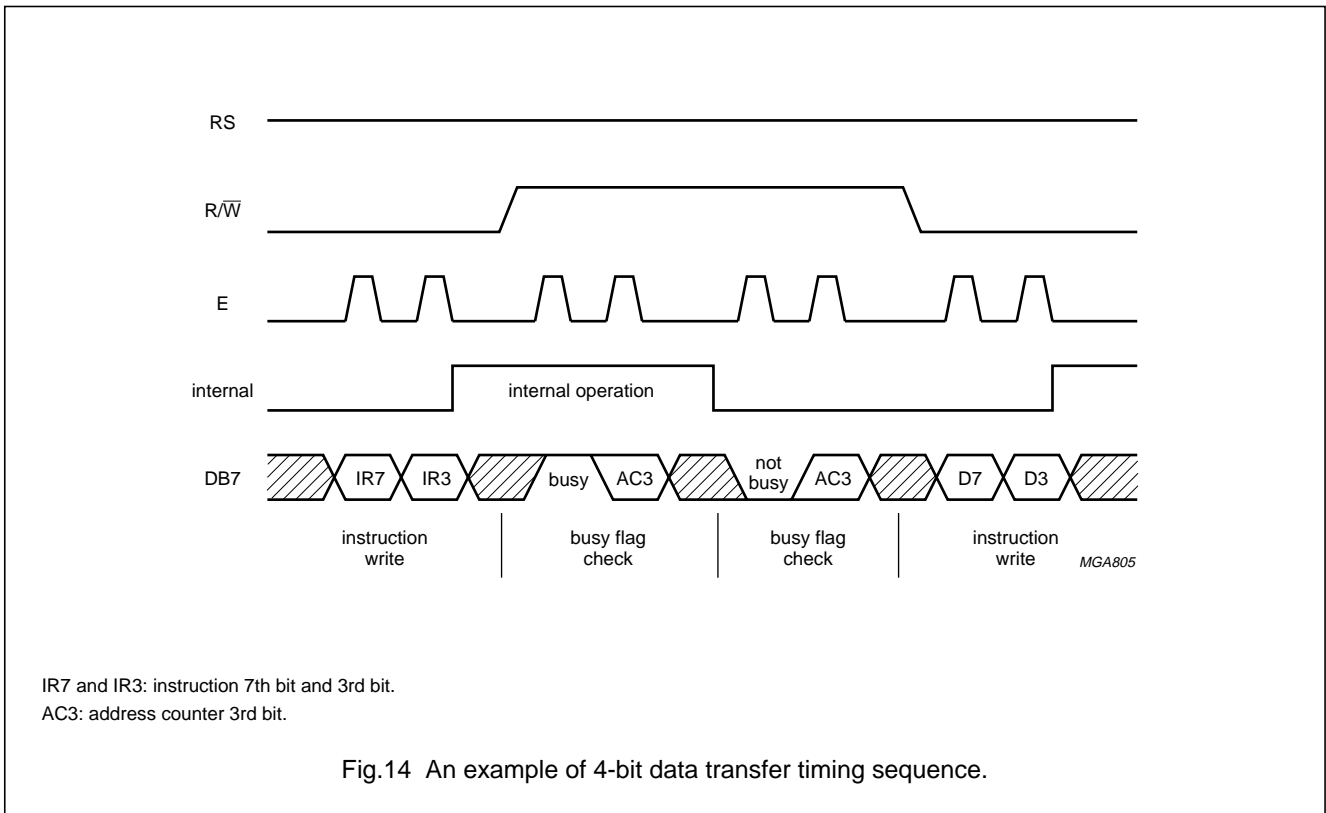 RS
R/W̅
E
internal
internal operation
DB7
IR7
IR3
busy
AC3
not
busy
AC3
D7
D3
instruction
write
busy flag
check
busy flag
check
instruction
write
MGA805
IR7 and IR3: instruction 7th bit and 3rd bit.
AC3: address counter 3rd bit.
Fig.14 An example of 4-bit data transfer timing sequence.